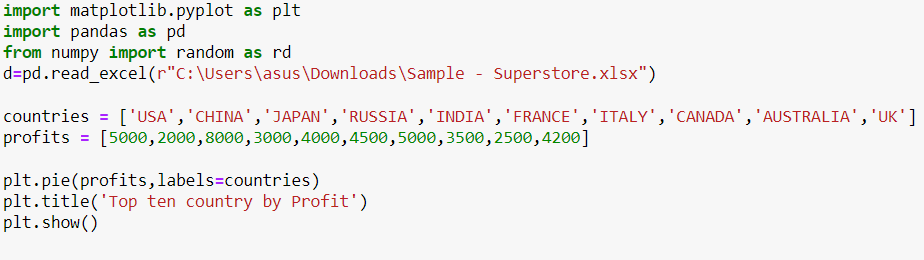 import matplotlib.pyplot as plt
import pandas as pd
from numpy import random as rd
d=pd.read_excel(r"C:\Users\asus\Downloads\Sample - Superstore.xlsx")
countries = ['USA','CHINA','JAPAN','RUSSIA','INDIA','FRANCE','ITALY','CANADA','AUSTRALIA','UK']
profits = [5000,2000,8000,3000,4000,4500,5000,3500,2500,4200]
plt.pie(profits,labels=countries)
plt.title('Top ten country by Profit')
plt.show()